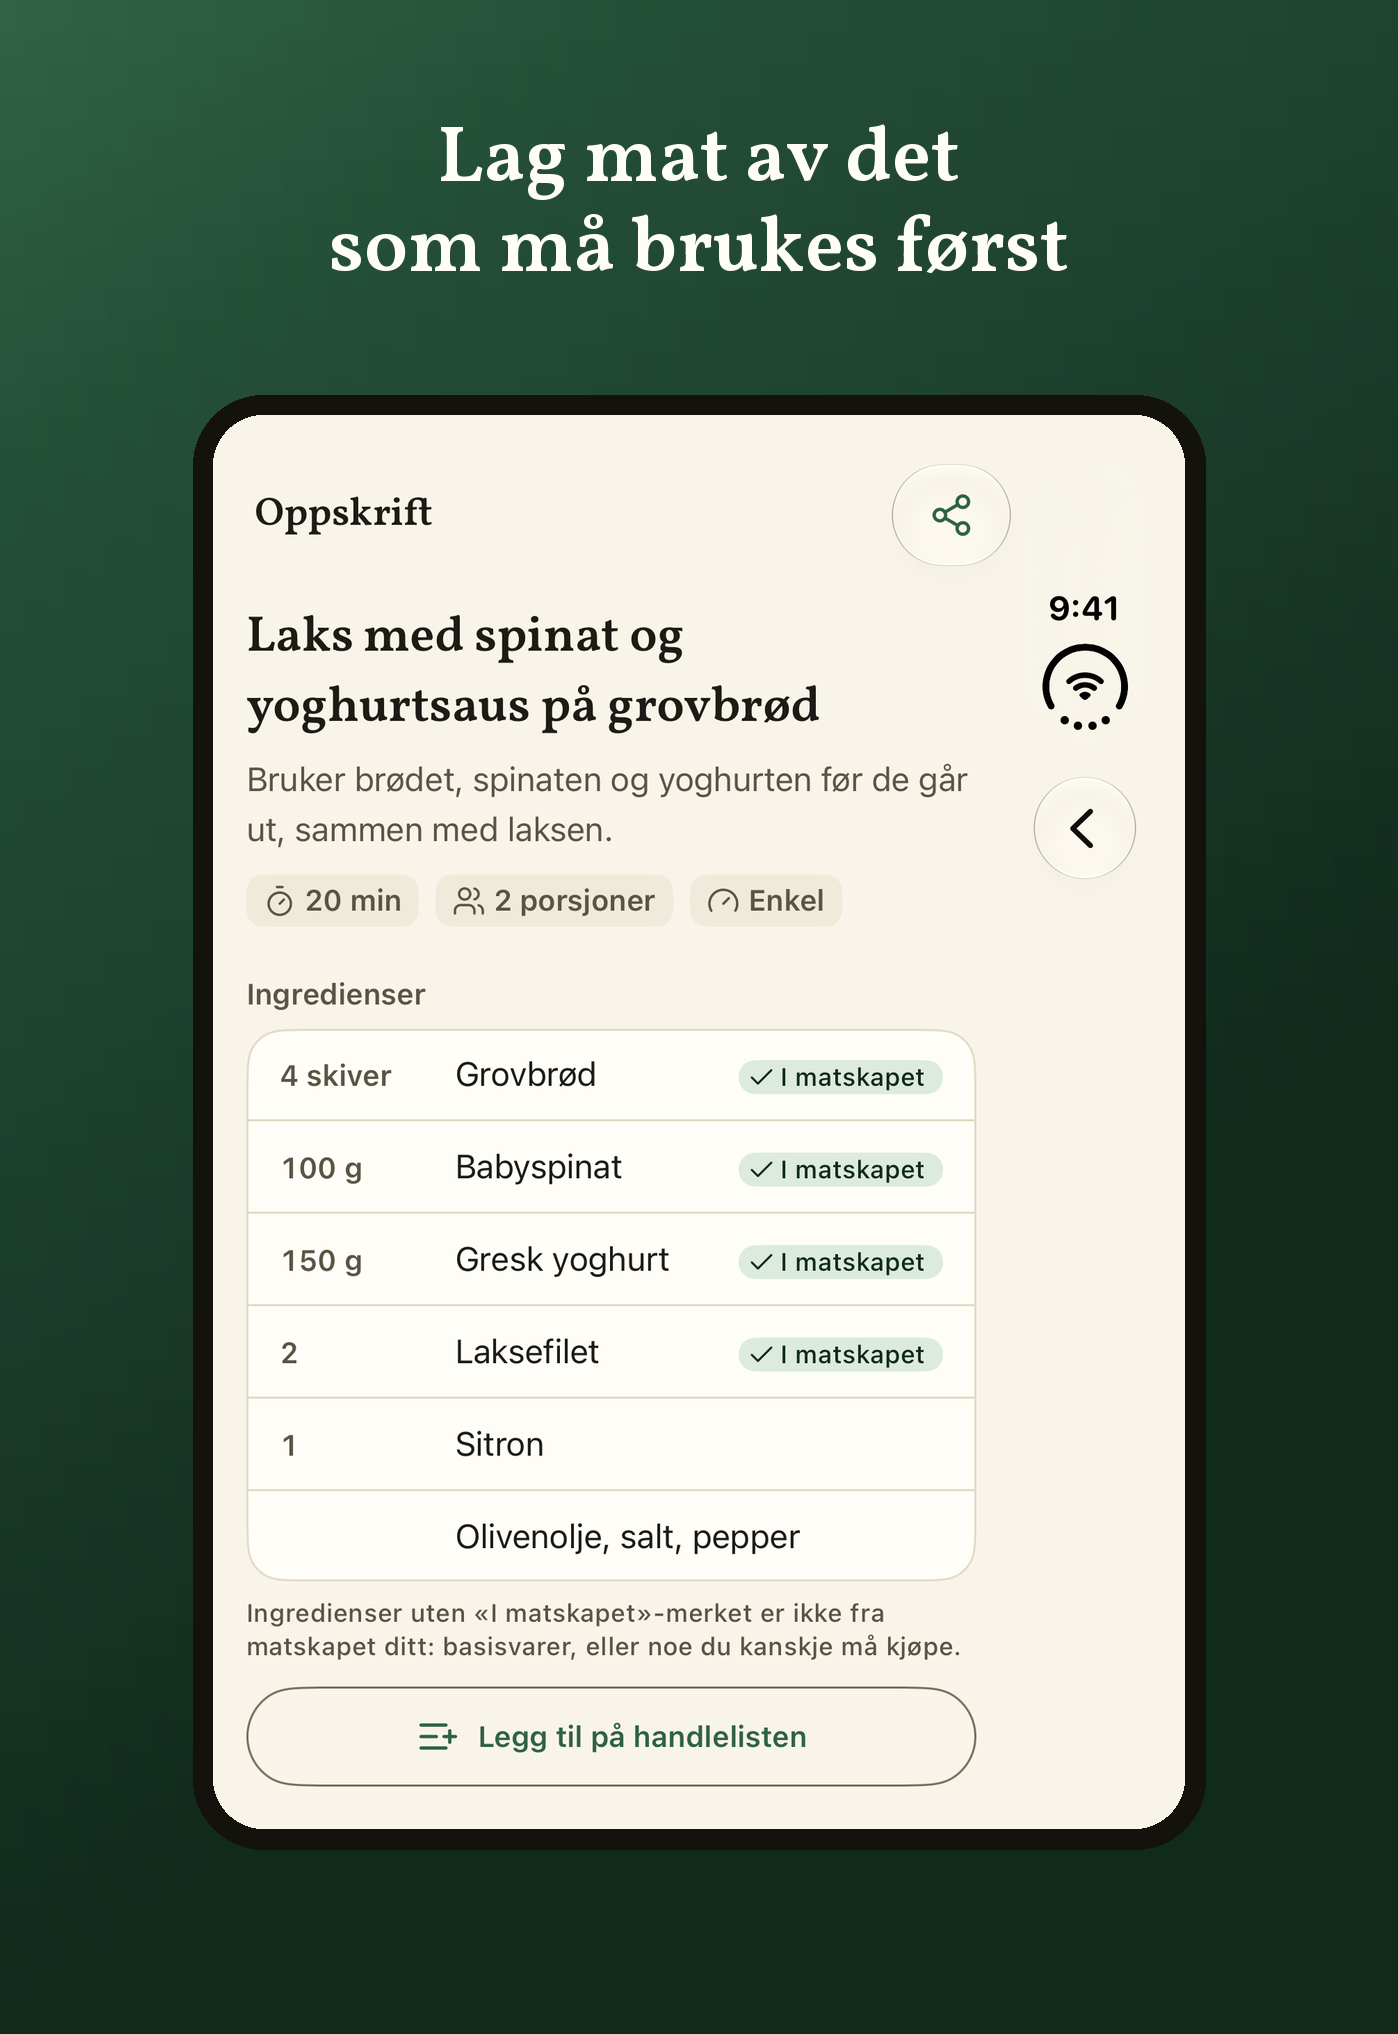 Lag mat av det
som må brukes først
Oppskrift
9:41
Laks med spinat og
yoghurtsaus på grovbrød
Bruker brødet, spinaten og yoghurten før de går
ut, sammen med laksen.
20 min
2 porsjoner
Enkel
Ingredienser
4 skiver Grovbrød I matskapet
100 g Babyspinat I matskapet
150 g Gresk yoghurt I matskapet
2 Laksefilet I matskapet
1 Sitron
Olivenolje, salt, pepper
Ingredienser uten «I matskapet»-merket er ikke fra
matskapet ditt: basisvarer, eller noe du kanskje må kjøpe.
Legg til på handlelisten